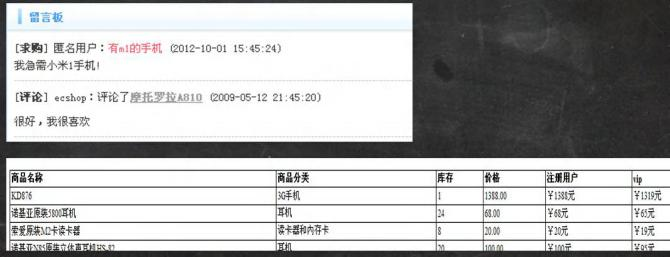 留言板
[求购] 匿名用户：有m1的手机 (2012-10-01 15:45:24)
我急需小米1手机!
[评论] ecshop：评论了摩托罗拉A810 (2009-05-12 21:45:20)
很好，我很喜欢
商品名称 商品分类 库存 价格 注册用户 vip
KD876 3G手机 1 1388.00 ￥1388元 ￥1319元
诺基亚原装5800耳机 耳机 24 68.00 ￥68元 ￥65元
索爱原装M2卡读卡器 读卡器和内存卡 8 20.00 ￥20元 ￥19元
诺基亚N85原装立体声耳机HS-82 耳机 20 100.00 ￥100元 ￥95元